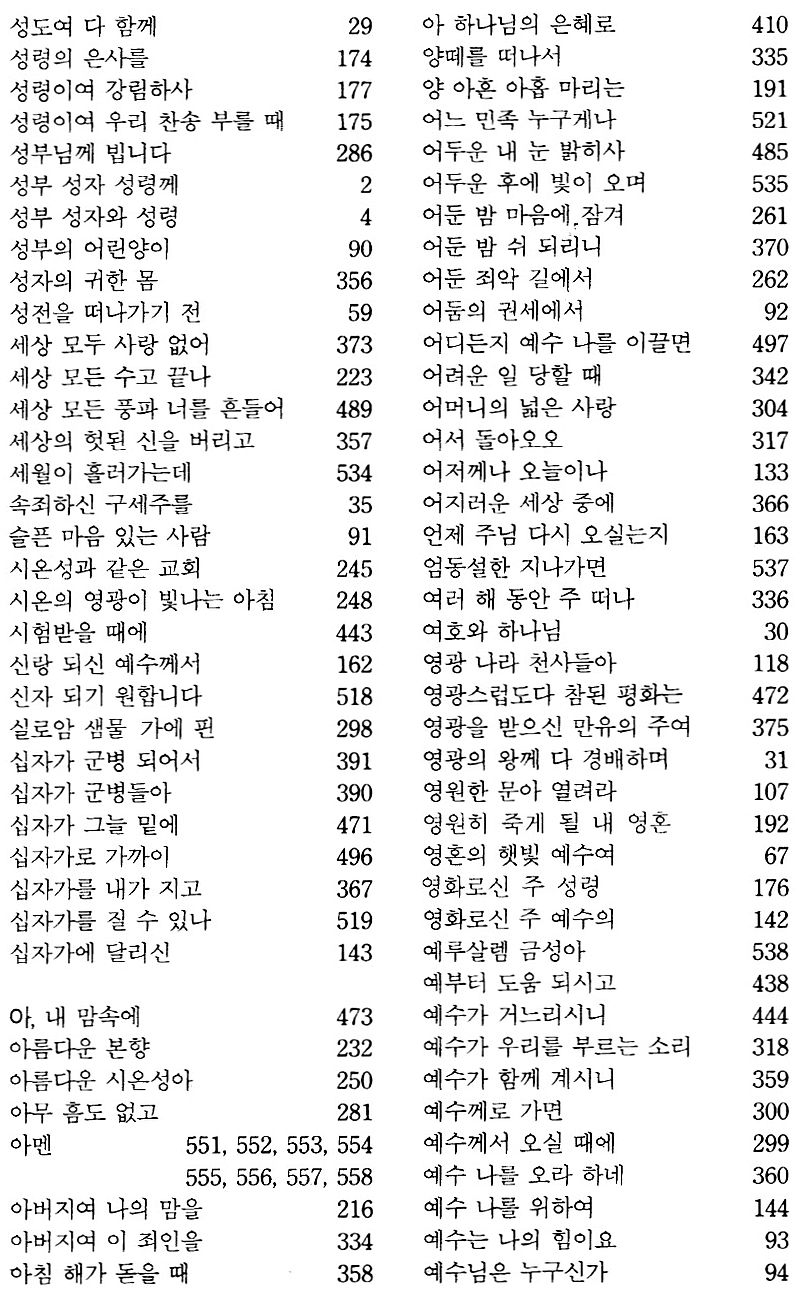 성도여 다 함께 29
성령의 은사를 174
성령이여 강림하사 177
성령이여 우리 찬송 부를 때 175
성부님께 빕니다 286
성부 성자 성령께 2
성부 성자와 성령 4
성부의 어린양이 90
성자의 귀한 몸 356
성전을 떠나가기 전 59
세상 모두 사랑 없어 373
세상 모든 수고 끝나 223
세상 모든 풍파 너를 흔들어 489
세상의 헛된 신을 버리고 357
세월이 흘러가는데 534
속죄하신 구세주를 35
슬픈 마음 있는 사람 91
시온성과 같은 교회 245
시온의 영광이 빛나는 아침 248
시험받을 때에 443
신랑 되신 예수께서 162
신자 되기 원합니다 518
실로암 샘물 가에 핀 298
십자가 군병 되어서 391
십자가 군병들아 390
십자가 그늘 밑에 471
십자가로 가까이 496
십자가를 내가 지고 367
십자가를 질 수 있나 519
십자가에 달리신 143
아, 내 맘속에 473
아름다운 본향 232
아름다운 시온성아 250
아무 흠도 없고 281
아멘 551, 552, 553, 554
555, 556, 557, 558
아버지여 나의 맘을 216
아버지여 이 죄인을 334
아침 해가 돋을 때 358
아 하나님의 은혜로 410
양떼를 떠나서 335
양 아흔 아홉 마리는 191
어느 민족 누구게나 521
어두운 내 눈 밝히사 485
어두운 후에 빛이 오며 535
어둔 밤 마음에 잠겨 261
어둔 밤 쉬 되리니 370
어둔 죄악 길에서 262
어둠의 권세에서 92
어디든지 예수 나를 이끌면 497
어려운 일 당할 때 342
어머니의 넓은 사랑 304
어서 돌아오오 317
어저께나 오늘이나 133
어지러운 세상 중에 366
언제 주님 다시 오실는지 163
엄동설한 지나가면 537
여러 해 동안 주 떠나 336
여호와 하나님 30
영광 나라 천사들아 118
영광스럽도다 참된 평화는 472
영광을 받으신 만유의 주여 375
영광의 왕께 다 경배하며 31
영원한 문아 열려라 107
영원히 죽게 될 내 영혼 192
영혼의 햇빛 예수여 67
영화로신 주 성령 176
영화로신 주 예수의 142
예루살렘 금성아 538
예부터 도움 되시고 438
예수가 거느리시니 444
예수가 우리를 부르는 소리 318
예수가 함께 계시니 359
예수께로 가면 300
예수께서 오실 때에 299
예수 나를 오라 하네 360
예수 나를 위하여 144
예수는 나의 힘이요 93
예수님은 누구신가 94